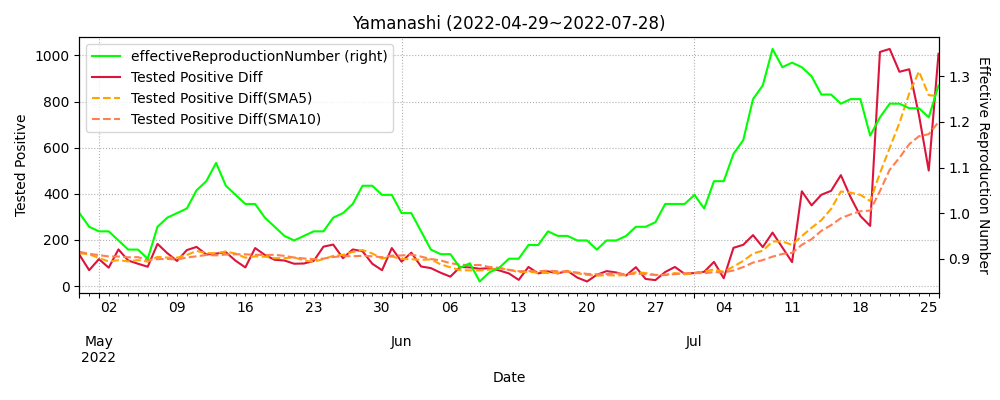 Yamanashi (2022-04-29~2022-07-28)
effectiveReproductionNumber (right)
Tested Positive Diff
Tested Positive Diff(SMA5)
Tested Positive Diff(SMA10)
Tested Positive
1000
800
600
400
200
0
Effective Reproduction Number
1.3
1.2
1.1
1.0
0.9
02 09 16 23 30 06 13 20 27 04 11 18 25
May Jun Jul
2022
Date